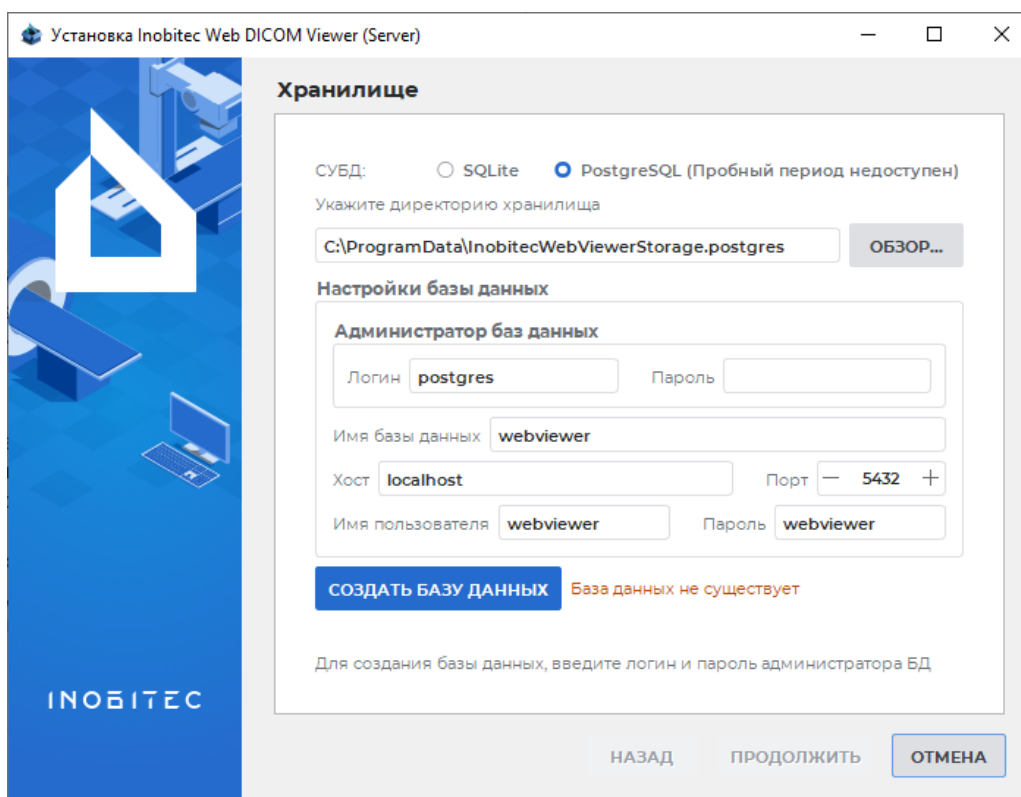 Установка Inobitec Web DICOM Viewer (Server)
Хранилище
СУБД: SQLite PostgreSQL (Пробный период недоступен)
Укажите директорию хранилища
C:\ProgramData\InobitecWebViewerStorage.postgres ОБЗОР...
Настройки базы данных
Администратор баз данных
Логин postgres Пароль
Имя базы данных webviewer
Хост localhost Порт — 5432 +
Имя пользователя webviewer Пароль webviewer
СОЗДАТЬ БАЗУ ДАННЫХ База данных не существует
Для создания базы данных, введите логин и пароль администратора БД
INOBITEC
НАЗАД ПРОДОЛЖИТЬ ОТМЕНА